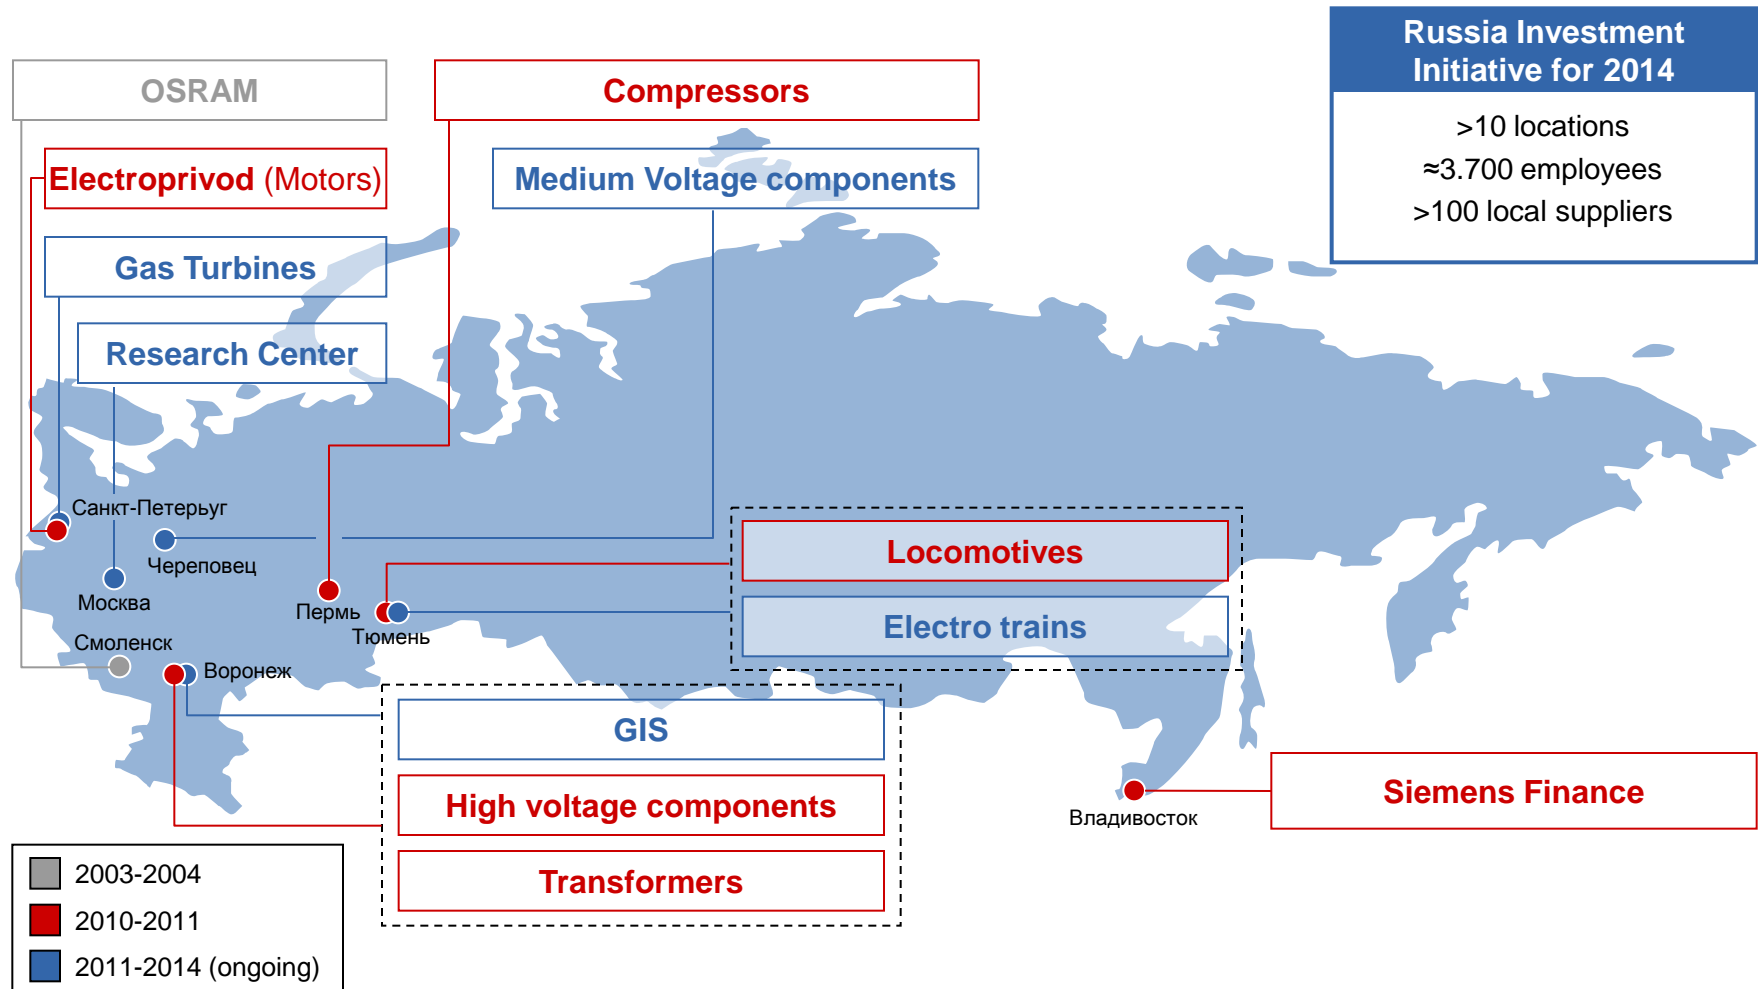 Russia Investment
Initiative for 2014
>10 locations
≈3.700 employees
>100 local suppliers
OSRAM
Compressors
Electroprivod (Motors)
Medium Voltage components
Gas Turbines
Research Center
Санкт-Петерьуг
Череповец
Москва
Пермь
Тюмень
Смоленск
Воронеж
Locomotives
Electro trains
GIS
High voltage components
Transformers
Владивосток
Siemens Finance
2003-2004
2010-2011
2011-2014 (ongoing)